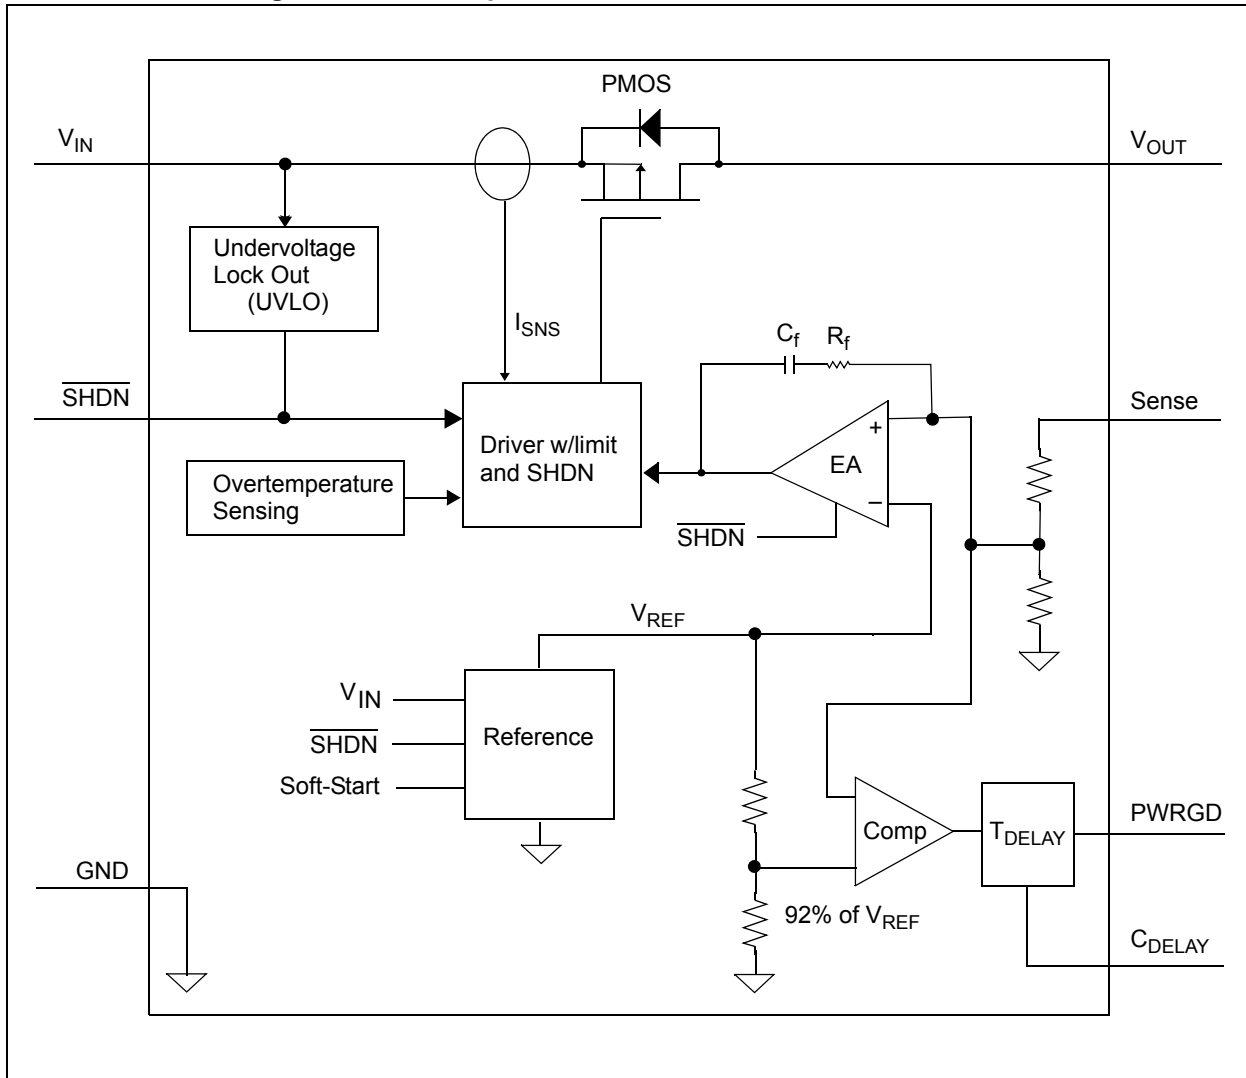 PMOS
V_IN
V_OUT
Undervoltage
Lock Out
(UVLO)
I_SNS
C_f
R_f
SHDN
Sense
Driver w/limit
and SHDN
+
EA
−
Overtemperature
Sensing
SHDN
V_REF
V_IN
SHDN
Soft-Start
Reference
Comp
T_DELAY
PWRGD
GND
92% of V_REF
C_DELAY